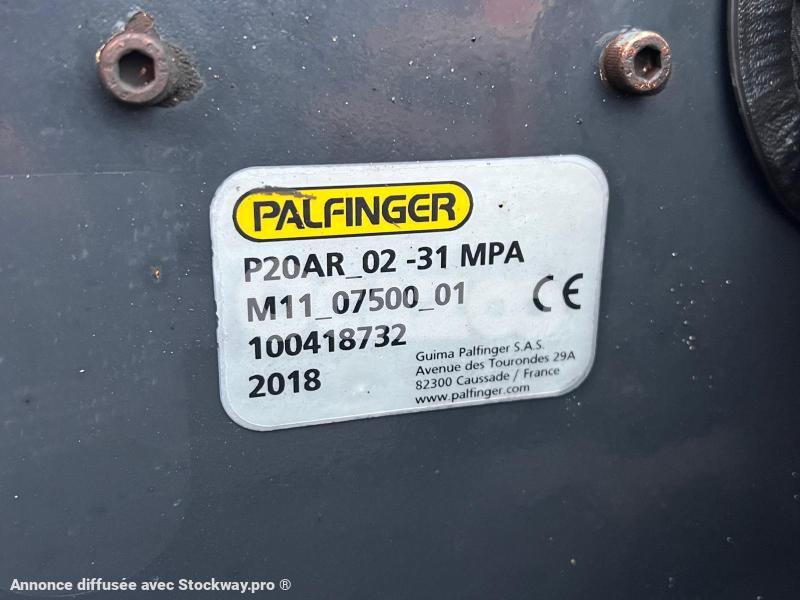 PALFINGER
P20AR_02 -31 MPA
M11_07500_01
100418732
2018
CE
Guima Palfinger S.A.S.
Avenue des Tourondes 29A
82300 Caussade / France
www.palfinger.com
Annonce diffusée avec Stockway.pro ®